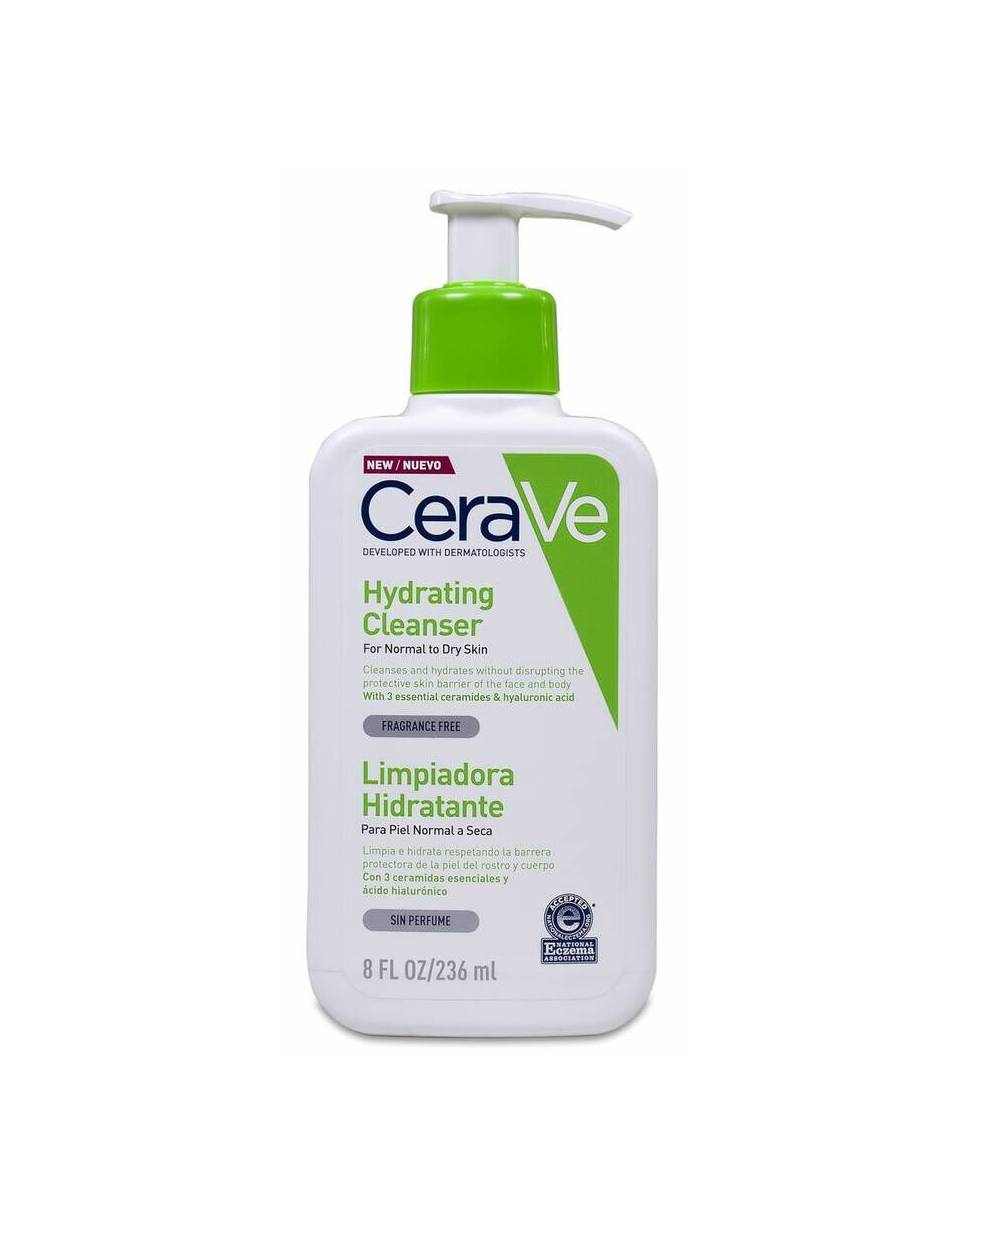 NEW / NUEVO
CeraVe
DEVELOPED WITH DERMATOLOGISTS
Hydrating
Cleanser
For Normal to Dry Skin
Cleanses and hydrates without disrupting the
protective skin barrier of the face and body
With 3 essential ceramides & hyaluronic acid
FRAGRANCE FREE
Limpiadora
Hidratante
Para Piel Normal a Seca
Limpia e hidrata respetando la barrera
protectora de la piel del rostro y cuerpo
Con 3 ceramidas esenciales y
ácido hialurónico
SIN PERFUME
8 FL OZ/236 ml
ACCEPTED
e
NATIONALECZEMA.ORG
NATIONAL
Eczema
ASSOCIATION